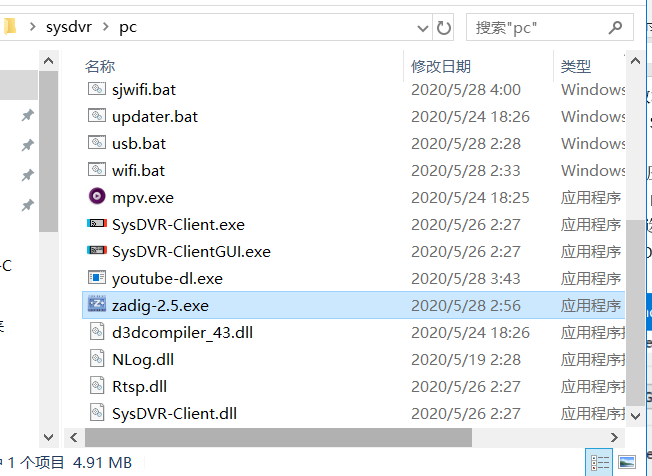 sysdvr > pc
搜索"pc"
名称 修改日期 类型
sjwifi.bat 2020/5/28 4:00 Windows
updater.bat 2020/5/24 18:26 Windows
usb.bat 2020/5/28 2:28 Windows
wifi.bat 2020/5/28 2:33 Windows
mpv.exe 2020/5/24 18:25 应用程序
SysDVR-Client.exe 2020/5/26 2:27 应用程序
SysDVR-ClientGUI.exe 2020/5/26 2:27 应用程序
youtube-dl.exe 2020/5/28 3:43 应用程序
zadig-2.5.exe 2020/5/28 2:56 应用程序
d3dcompiler_43.dll 2020/5/24 18:26 应用程序
NLog.dll 2020/5/19 2:28 应用程序
Rtsp.dll 2020/5/26 2:27 应用程序
SysDVR-Client.dll 2020/5/26 2:27 应用程序
-C
1 个项目 4.91 MB